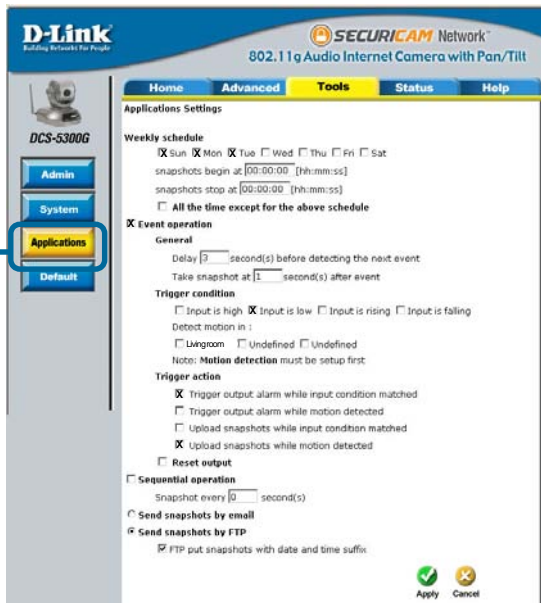 D-Link
Building Networks For People
SECURICAM Network™
802.11g Audio Internet Camera with Pan/Tilt
Home Advanced Tools Status Help
DCS-5300G
Admin
System
Applications
Default
Applications Settings
Weekly schedule
Sun Mon Tue Wed Thu Fri Sat
snapshots begin at 00:00:00 [hh:mm:ss]
snapshots stop at 00:00:00 [hh:mm:ss]
All the time except for the above schedule
Event operation
General
Delay 3 second(s) before detecting the next event
Take snapshot at 1 second(s) after event
Trigger condition
Input is high Input is low Input is rising Input is falling
Detect motion in :
Livingroom Undefined Undefined
Note: Motion detection must be setup first
Trigger action
Trigger output alarm while input condition matched
Trigger output alarm while motion detected
Upload snapshots while input condition matched
Upload snapshots while motion detected
Reset output
Sequential operation
Snapshot every 0 second(s)
Send snapshots by email
Send snapshots by FTP
FTP put snapshots with date and time suffix
Apply Cancel